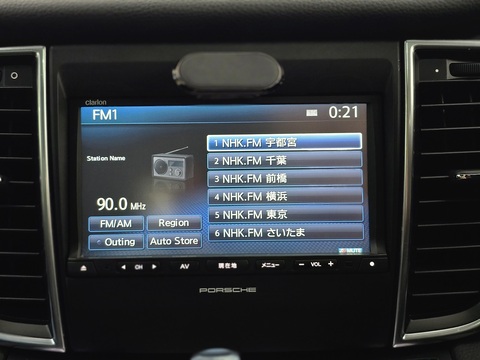 clarion
FM1
0:21
Station Name
90.0 MHz
FM/AM
Region
Outing
Auto Store
1 NHK.FM 宇都宮
2 NHK.FM 千葉
3 NHK.FM 前橋
4 NHK.FM 横浜
5 NHK.FM 東京
6 NHK.FM さいたま
CH
AV
現在地
メニュー
− VOL +
PORSCHE